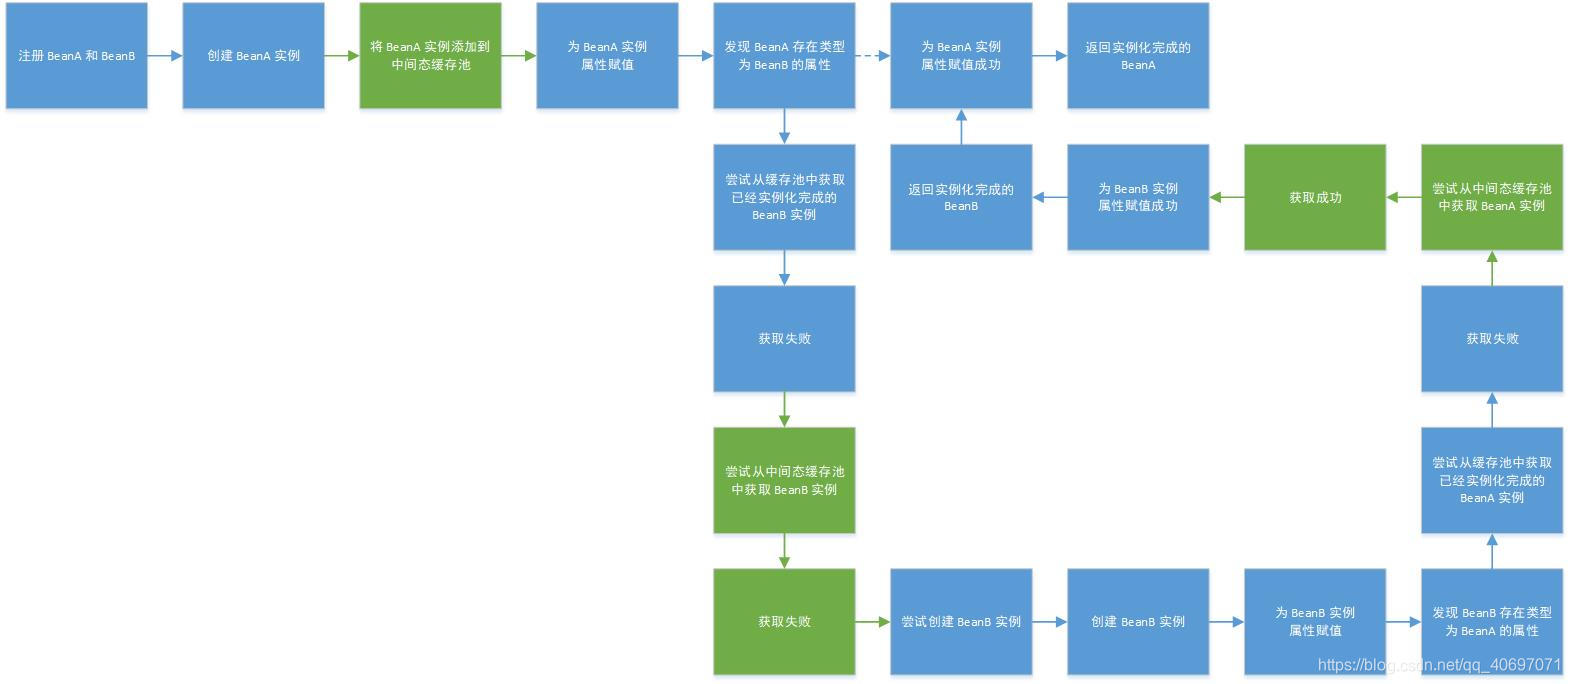 注册 BeanA 和 BeanB
创建 BeanA 实例
将 BeanA 实例添加到
中间态缓存池
为 BeanA 实例
属性赋值
发现 BeanA 存在类型
为 BeanB 的属性
为 BeanA 实例
属性赋值成功
返回实例化完成的
BeanA
尝试从缓存池中获取
已经实例化完成的
BeanB 实例
返回实例化完成的
BeanB
为 BeanB 实例
属性赋值成功
获取成功
尝试从中间态缓存池
中获取 BeanA 实例
获取失败
获取失败
尝试从中间态缓存池
中获取 BeanB 实例
尝试从缓存池中获取
已经实例化完成的
BeanA 实例
获取失败
尝试创建 BeanB 实例
创建 BeanB 实例
为 BeanB 实例
属性赋值
发现 BeanB 存在类型
为 BeanA 的属性
https://blog.csdn.net/qq_40697071